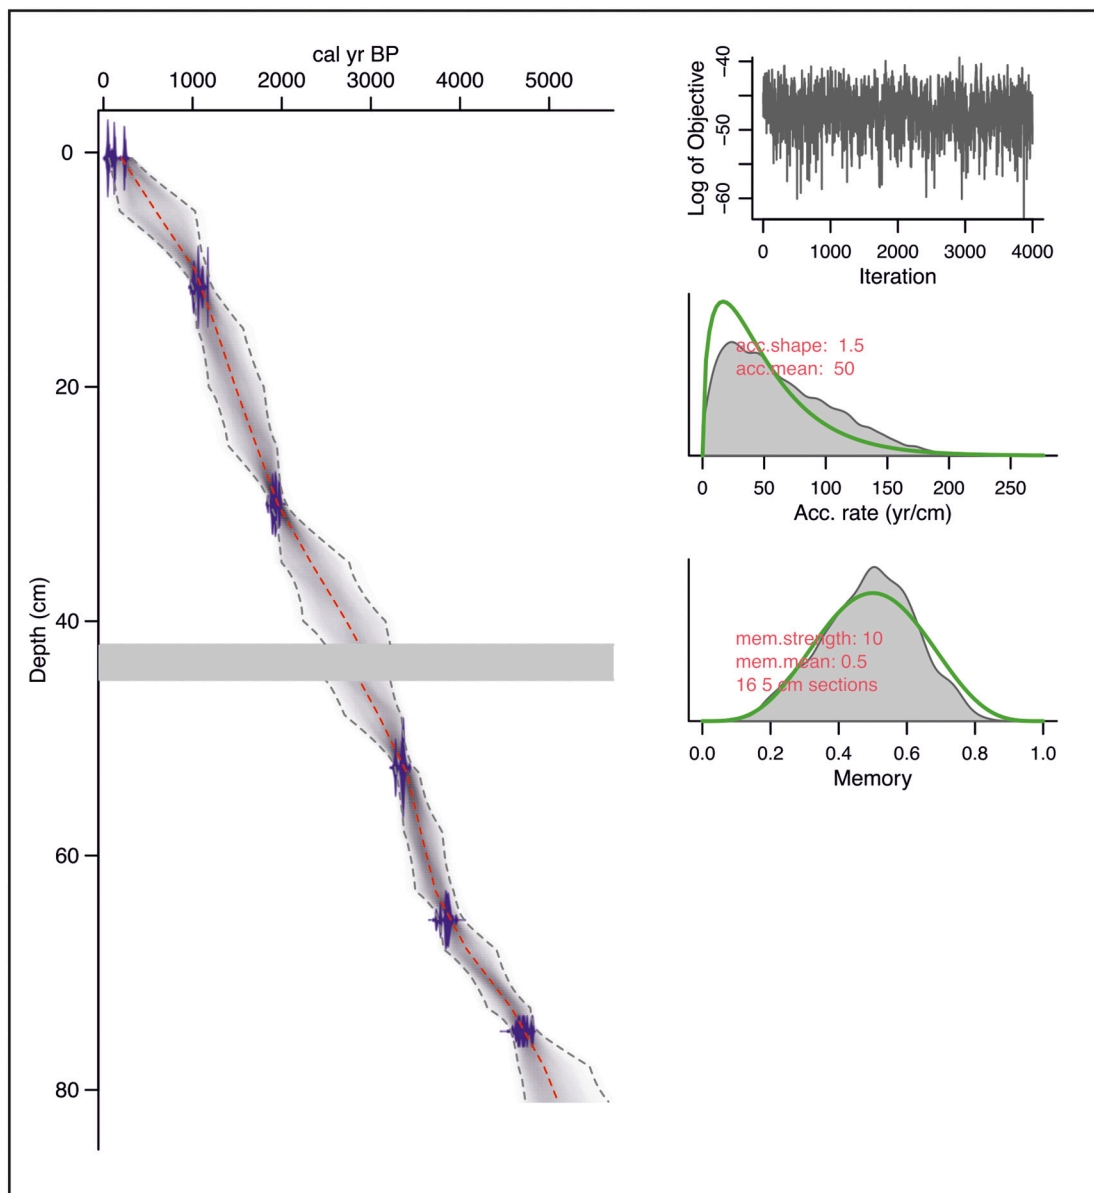 cal yr BP
0 1000 2000 3000 4000 5000
Depth (cm)
0
20
40
60
80
Log of Objective
−40
−50
−60
0 1000 2000 3000 4000
Iteration
acc.shape: 1.5
acc.mean: 50
0 50 100 150 200 250
Acc. rate (yr/cm)
mem.strength: 10
mem.mean: 0.5
16 5 cm sections
0.0 0.2 0.4 0.6 0.8 1.0
Memory